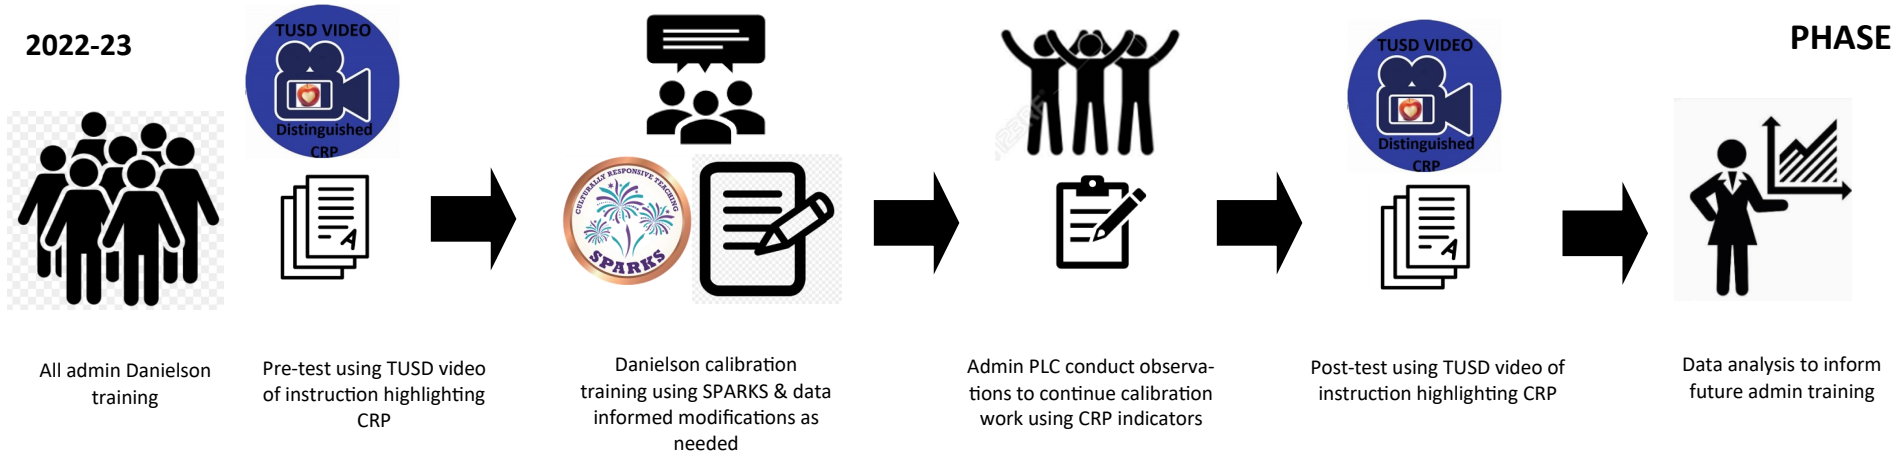 2022-23
PHASE
TUSD VIDEO
Distinguished
CRP
CULTURALLY RESPONSIVE TEACHING
SPARKS
TUSD VIDEO
Distinguished
CRP
A
A
All admin Danielson
training
Pre-test using TUSD video
of instruction highlighting
CRP
Danielson calibration
training using SPARKS & data
informed modifications as
needed
Admin PLC conduct observa-
tions to continue calibration
work using CRP indicators
Post-test using TUSD video of
instruction highlighting CRP
Data analysis to inform
future admin training